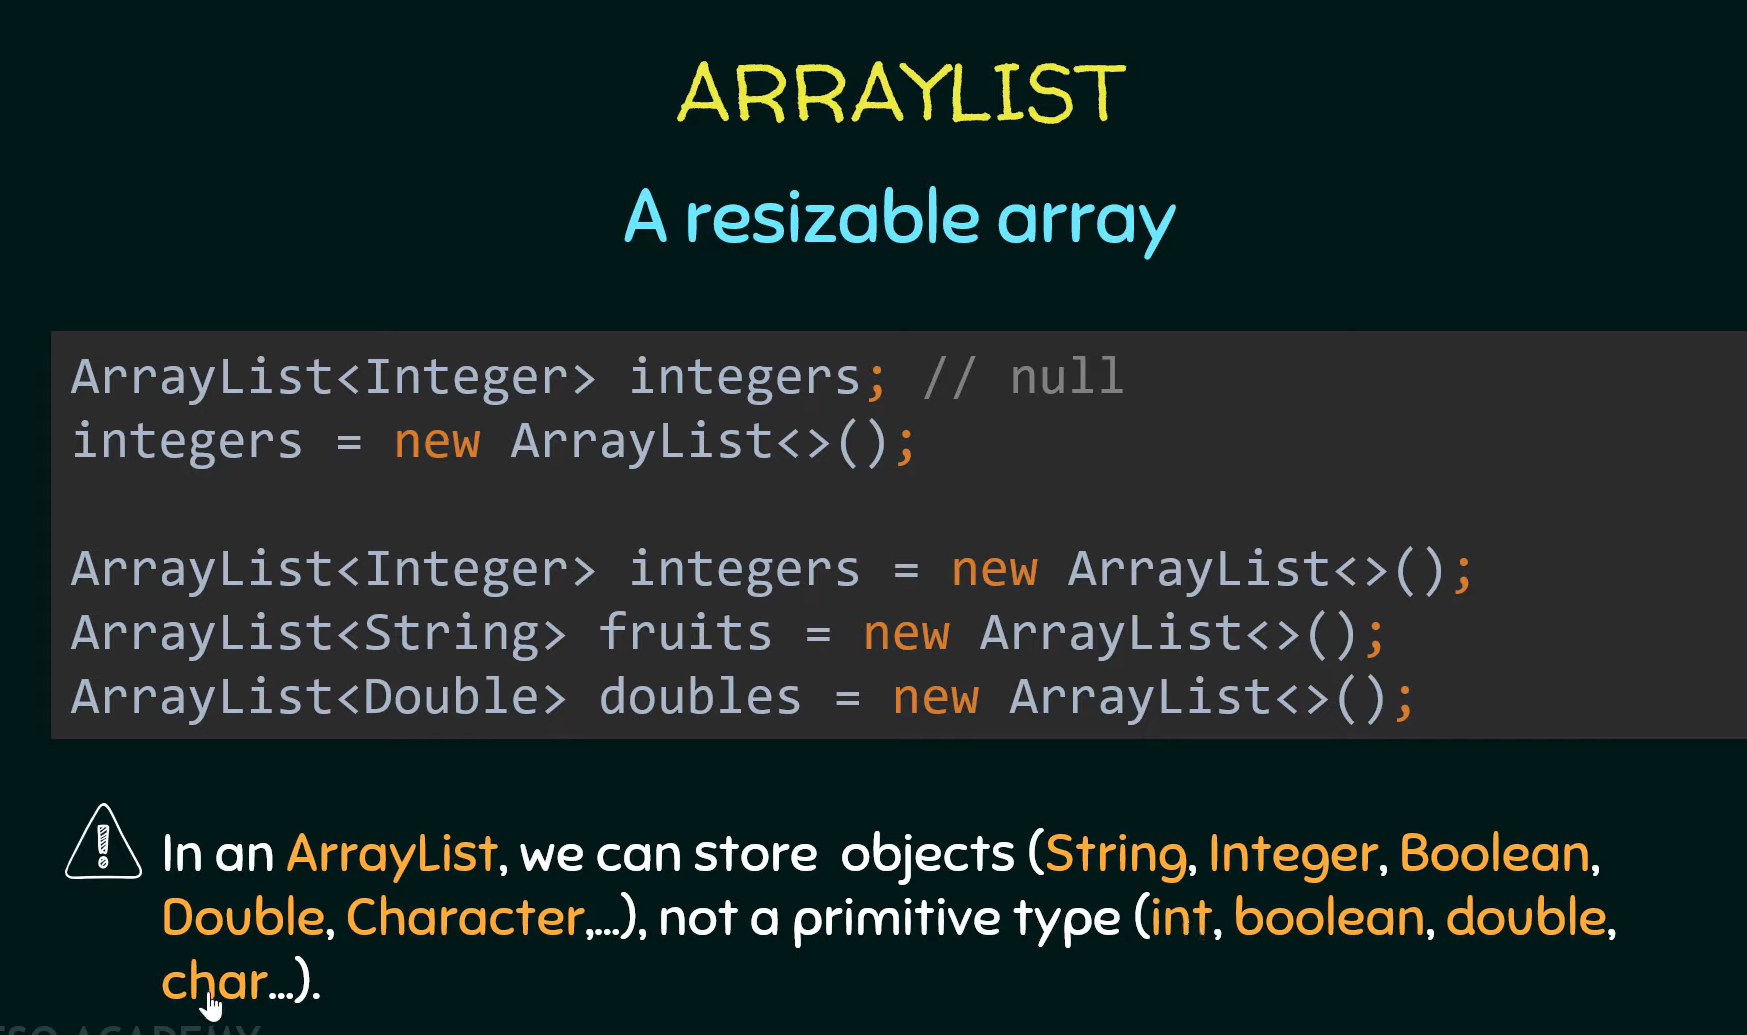 ARRAYLIST
A resizable array
ArrayList<Integer> integers; // null
integers = new ArrayList<>();
ArrayList<Integer> integers = new ArrayList<>();
ArrayList<String> fruits = new ArrayList<>();
ArrayList<Double> doubles = new ArrayList<>();
In an ArrayList, we can store objects (String, Integer, Boolean,
Double, Character,...), not a primitive type (int, boolean, double,
char...).
ACADEMY